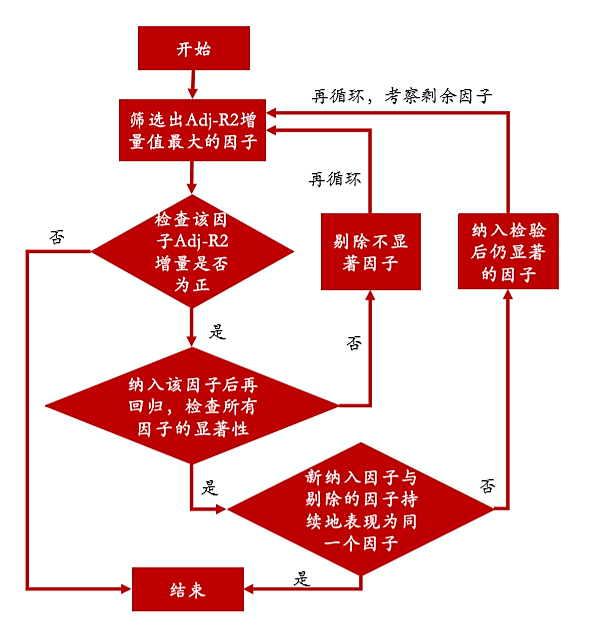 开始
再循环，考察剩余因子
筛选出Adj-R2增
量值最大的因子
再循环
否
检查该因
子Adj-R2
增量是否
为正
剔除不显
著因子
纳入检验
后仍显著
的因子
是
否
纳入该因子后再
回归，检查所有
因子的显著性
是
否
新纳入因子与
剔除的因子持
续地表现为同
一个因子
是
结束